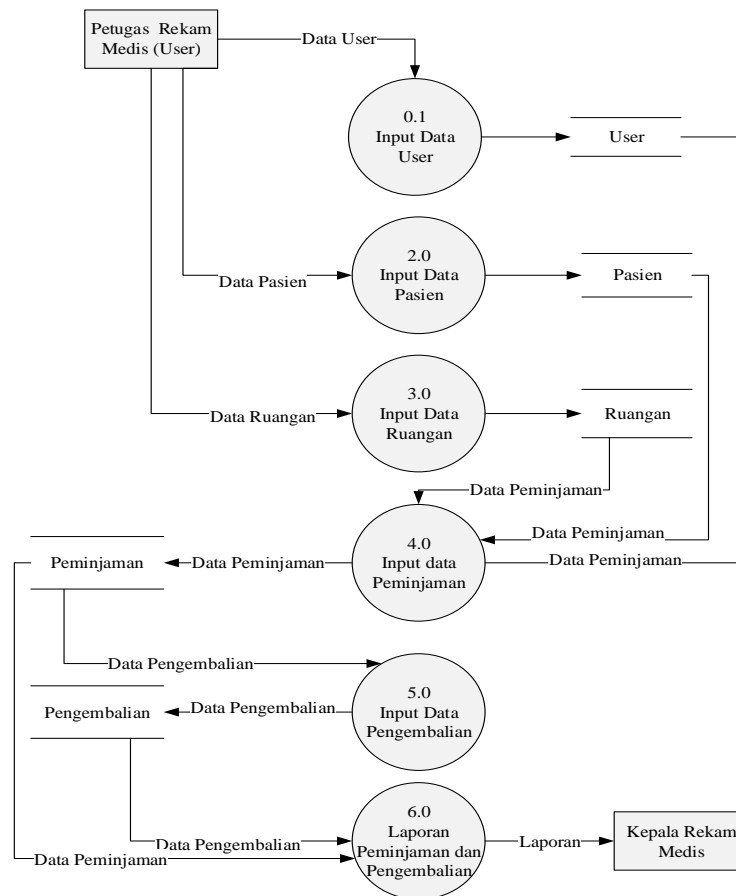 Petugas Rekam
Medis (User)
Data User
0.1
Input Data
User
User
2.0
Input Data
Pasien
Data Pasien
Pasien
3.0
Input Data
Ruangan
Data Ruangan
Ruangan
Data Peminjaman
4.0
Input data
Peminjaman
Data Peminjaman
Data Peminjaman
Data Peminjaman
Peminjaman
Data Pengembalian
5.0
Input Data
Pengembalian
Data Pengembalian
Pengembalian
6.0
Laporan
Peminjaman dan
Pengembalian
Data Pengembalian
Data Peminjaman
Laporan
Kepala Rekam
Medis